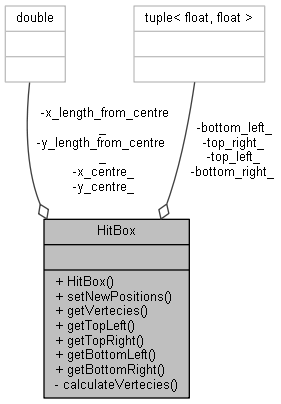 double
tuple< float, float >
-x_length_from_centre
_
-y_length_from_centre
_
-x_centre_
-y_centre_
-bottom_left_
-top_right_
-top_left_
-bottom_right_
HitBox
+ HitBox()
+ setNewPositions()
+ getVertecies()
+ getTopLeft()
+ getTopRight()
+ getBottomLeft()
+ getBottomRight()
- calculateVertecies()